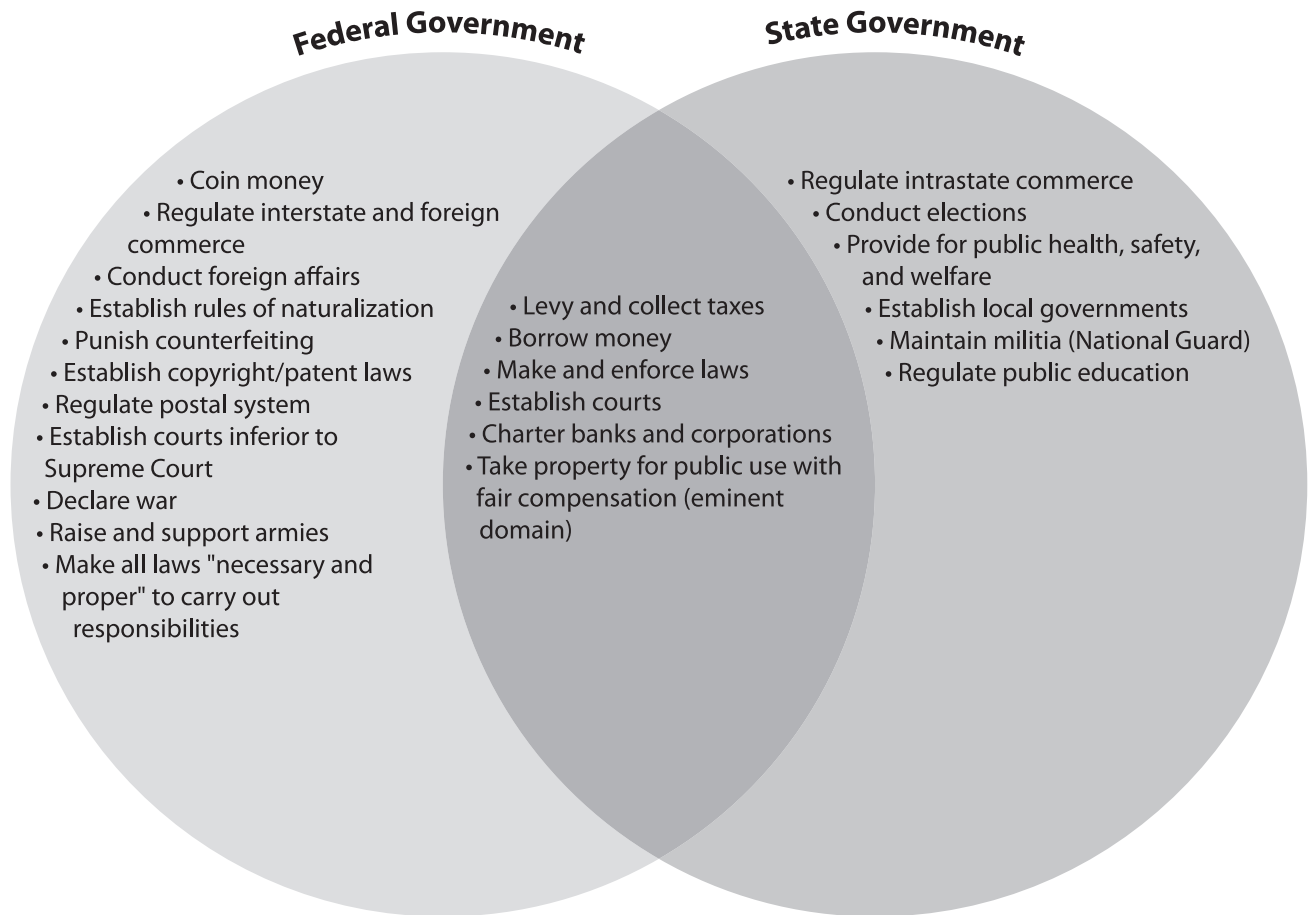 Federal Government
• Coin money
• Regulate interstate and foreign
commerce
• Conduct foreign affairs
• Establish rules of naturalization
• Punish counterfeiting
• Establish copyright/patent laws
• Regulate postal system
• Establish courts inferior to
Supreme Court
• Declare war
• Raise and support armies
• Make all laws "necessary and
proper" to carry out
responsibilities
• Levy and collect taxes
• Borrow money
• Make and enforce laws
• Establish courts
• Charter banks and corporations
• Take property for public use with
fair compensation (eminent
domain)
State Government
• Regulate intrastate commerce
• Conduct elections
• Provide for public health, safety,
and welfare
• Establish local governments
• Maintain militia (National Guard)
• Regulate public education